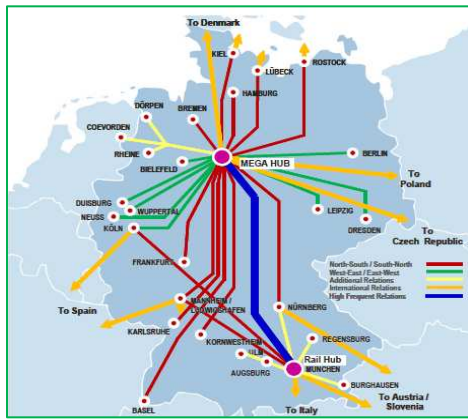 To Denmark
KIEL
ROSTOCK
LÜBECK
HAMBURG
DÖRPEN
BREMEN
COEVORDEN
MEGA HUB
BERLIN
RHEINE
BIELEFELD
To
Poland
DUISBURG
WUPPERTAL
NEUSS
LEIPZIG
DRESDEN
KÖLN
To
Czech Republic
FRANKFURT
North-South / South-North
West-East / East-West
Additional Relations
International Relations
High Frequent Relations
To Spain
MANNHEIM /
LUDWIGSHAFEN
NÜRNBERG
KARLSRUHE
KORNWESTHEIM
REGENSBURG
ULM
Rail Hub
MÜNCHEN
AUGSBURG
BURGHAUSEN
BASEL
To Austria /
Slovenia
To Italy